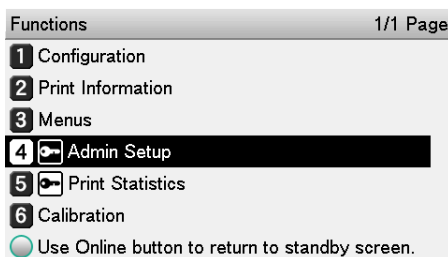 Functions 1/1 Page
1 Configuration
2 Print Information
3 Menus
4 Admin Setup
5 Print Statistics
6 Calibration
Use Online button to return to standby screen.